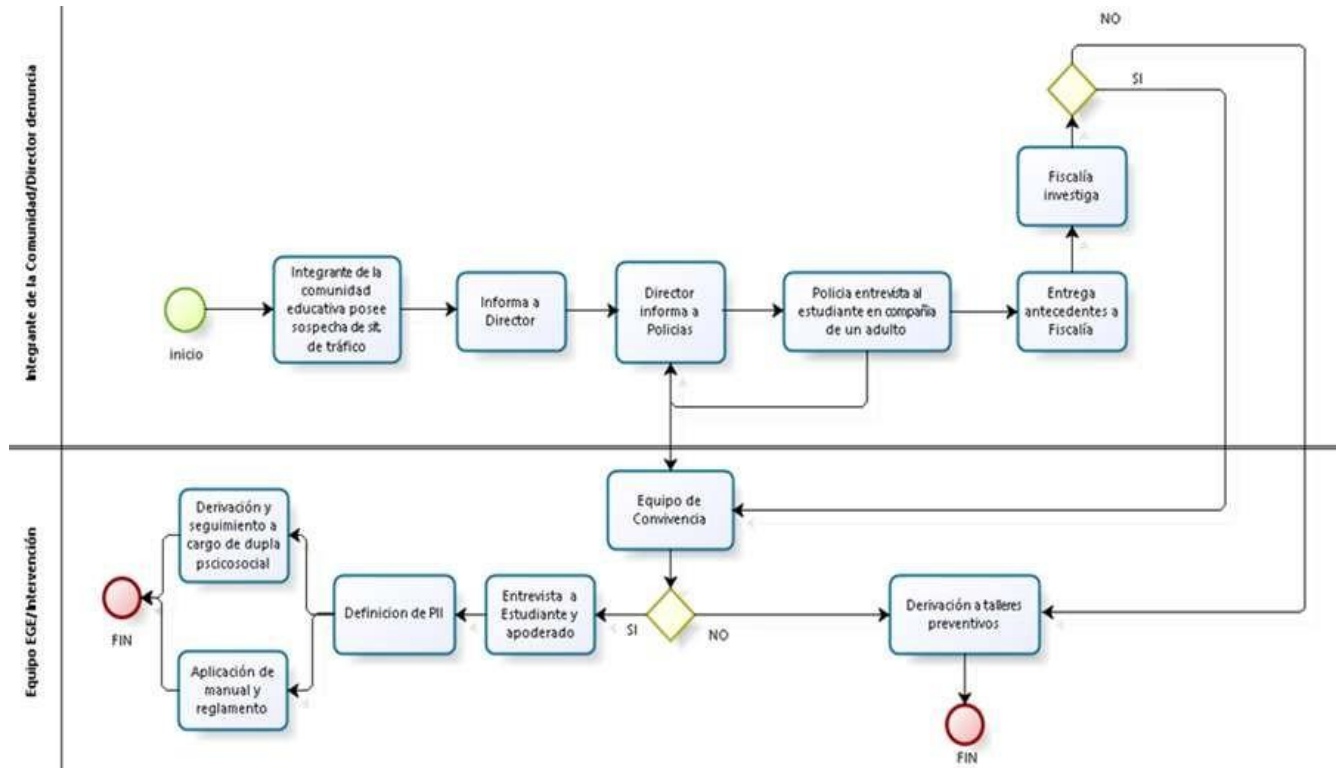 Integrante de la Comunidad/Director denuncia
NO
SI
Fiscalía
investiga
Integrante de la
comunidad
educativa posee
sospecha de sit.
de tráfico
Informa a
Director
Director
informa a
Policias
Policia entrevista al
estudiante en compañia
de un adulto
Entrega
antecedentes a
Fiscalía
inicio
Equipo EGE/Intervención
Equipo de
Convivencia
Derivación y
seguimiento a
cargo de dupla
pscicosocial
Definicion de PII
Entrevista a
Estudiante y
apoderado
SI
NO
Derivación a talleres
preventivos
FIN
Aplicación de
manual y
reglamento
FIN